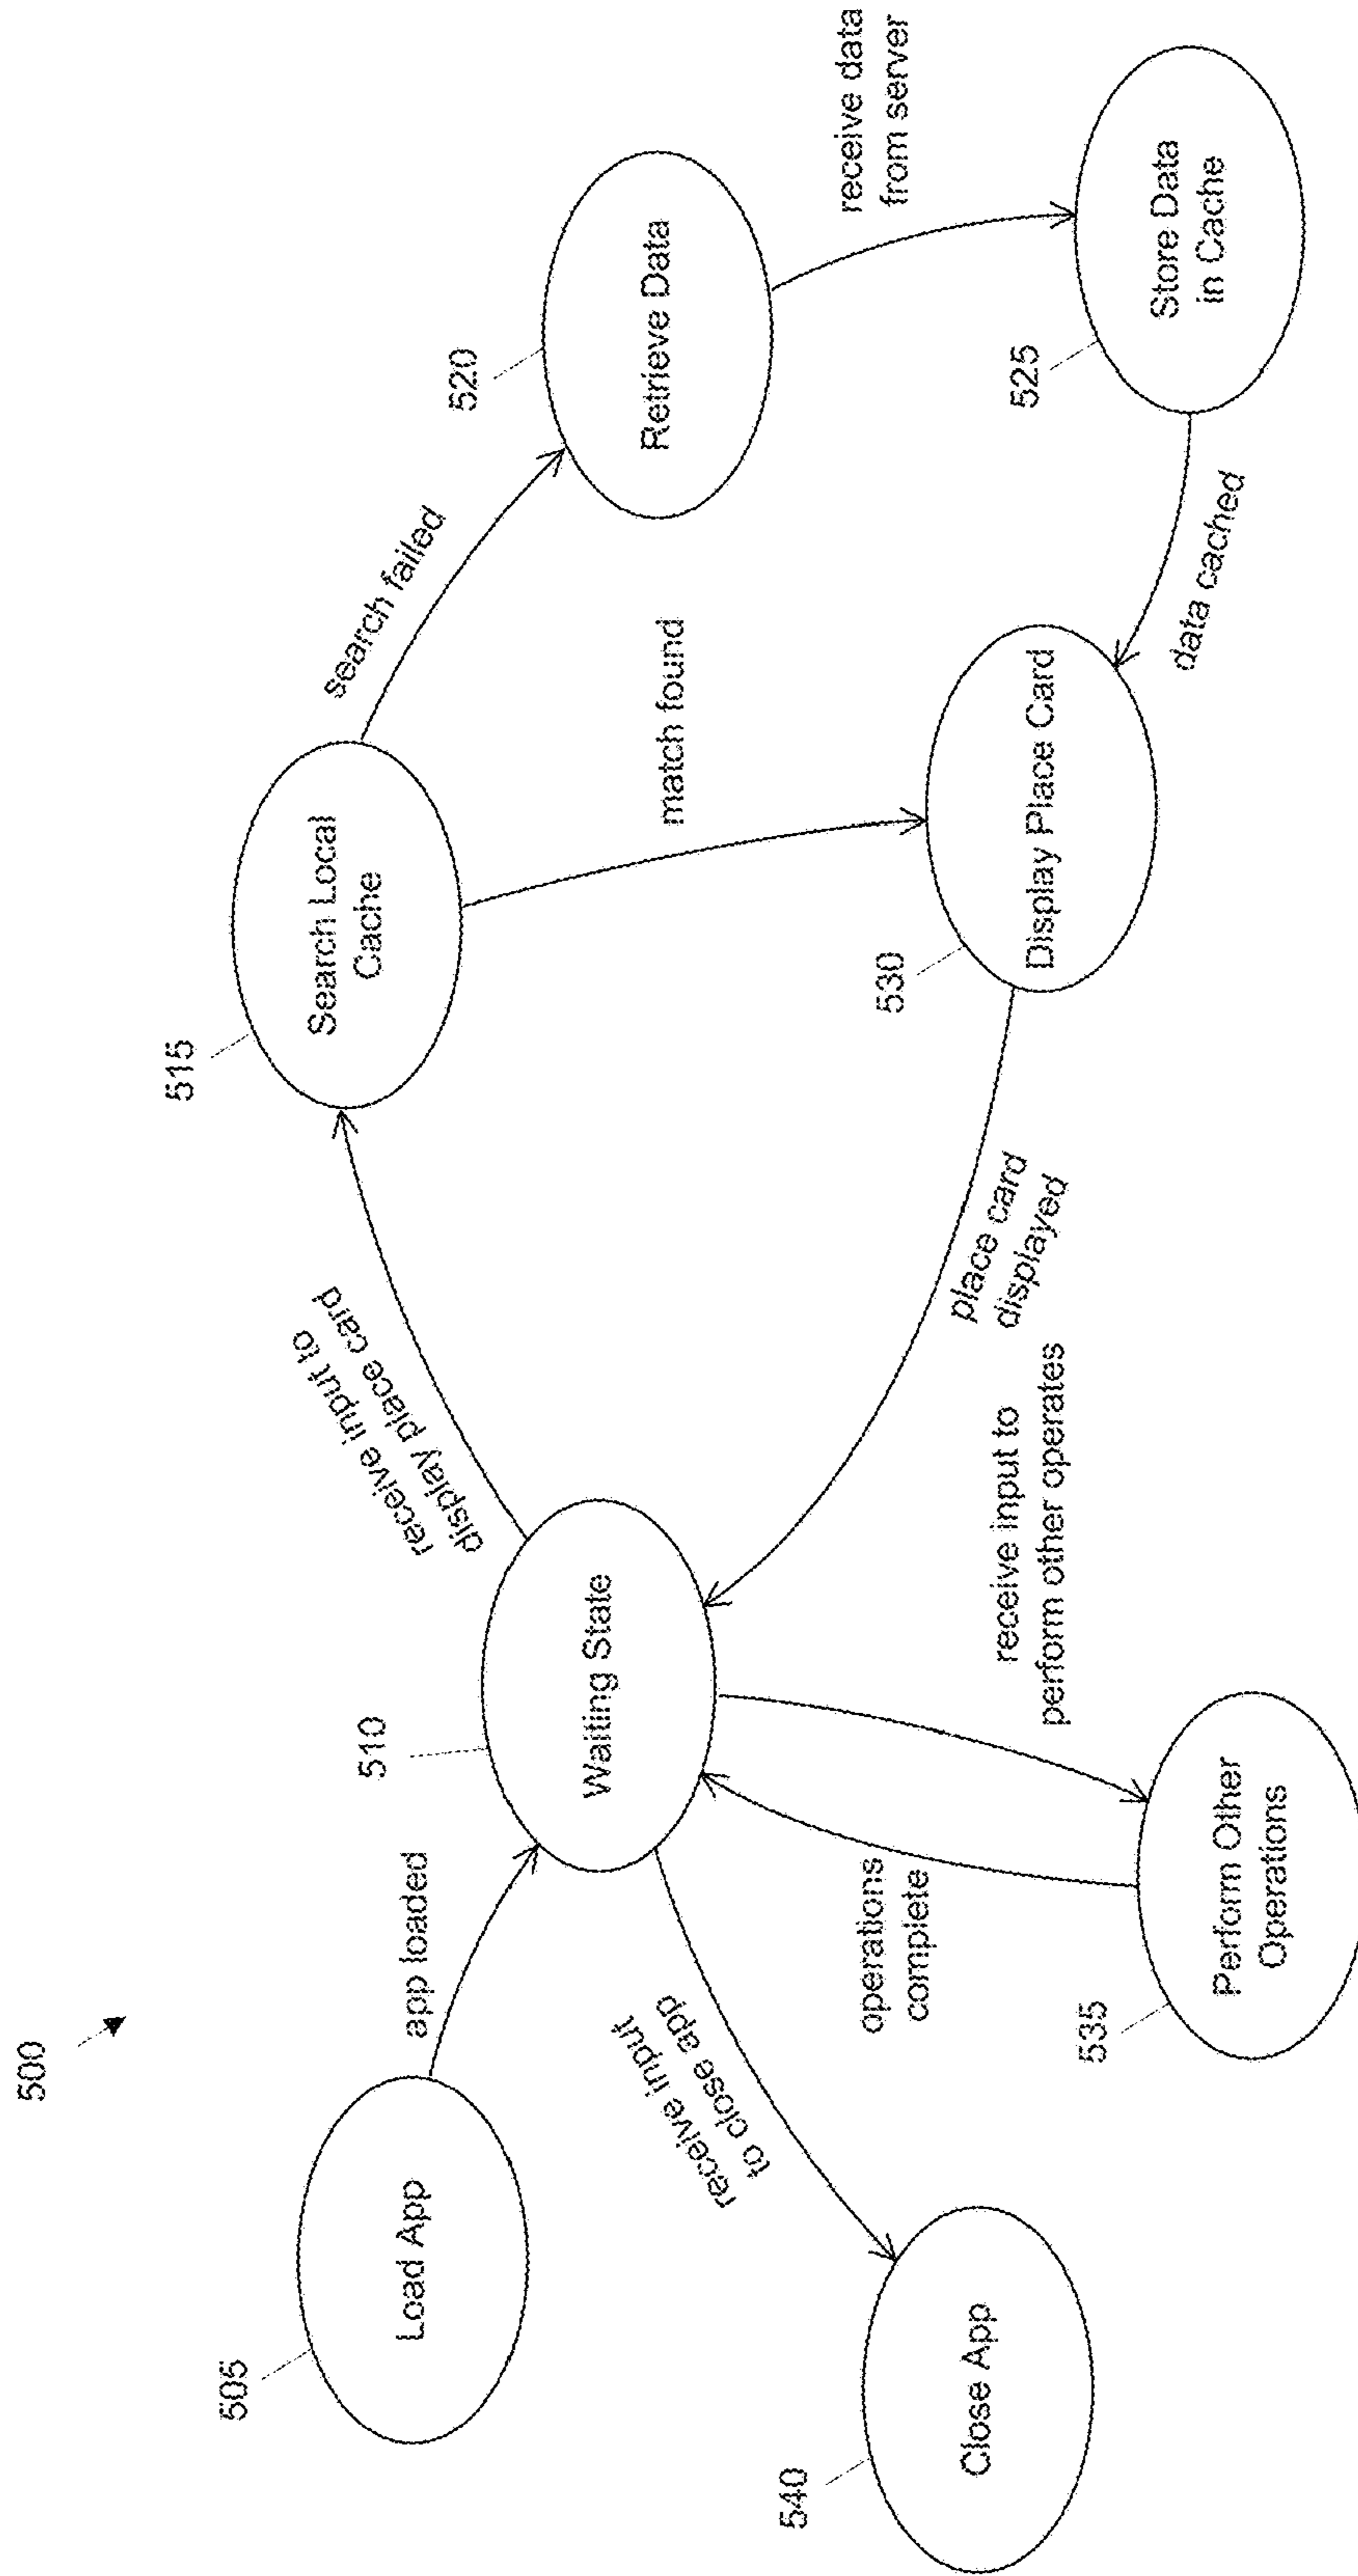 500
505
Load App
app loaded
510
Waiting State
receive input to
display place card
515
Search Local
Cache
search failed
520
Retrieve Data
match found
receive data
from server
525
Store Data
in Cache
data cached
530
Display Place Card
place card
displayed
receive input to
perform other operates
operations
complete
535
Perform Other
Operations
receive input
to close app
540
Close App